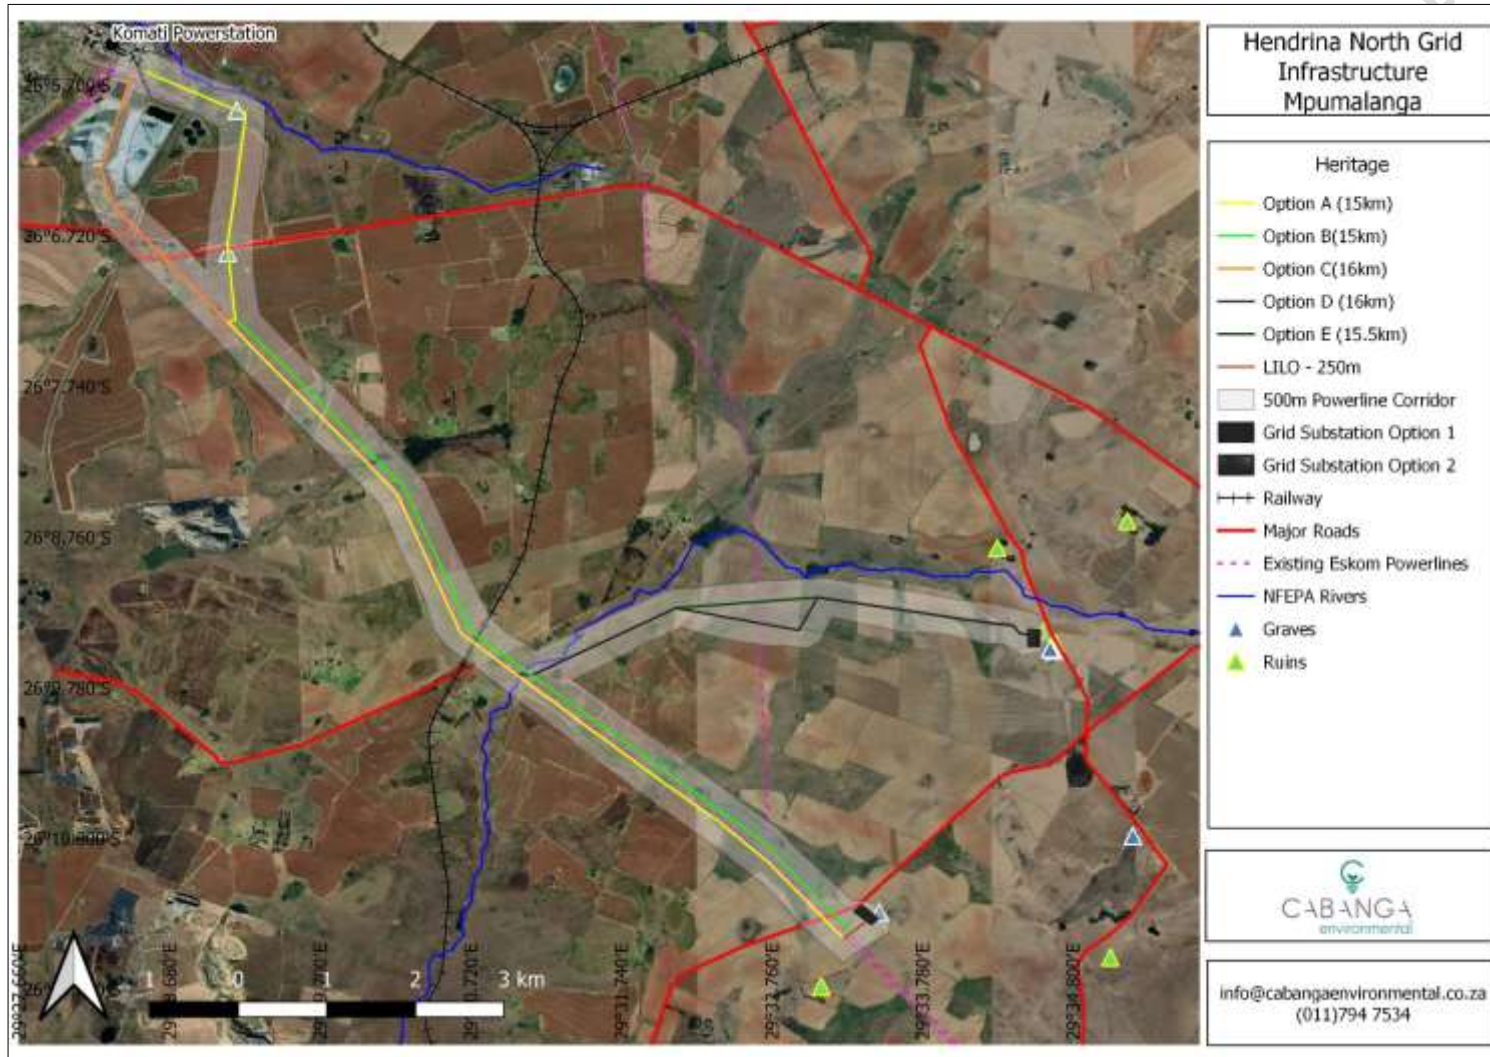 Komati Powerstation
26°5.700'S
26°6.720'S
26°7.740'S
26°8.760'S
26°9.780'S
26°10.800'S
29°31.740'E
29°32.760'E
29°33.780'E
29°34.800'E
1 0 1 2 3 km
Hendrina North Grid
Infrastructure
Mpumalanga
Heritage
Option A (15km)
Option B(15km)
Option C(16km)
Option D (16km)
Option E (15.5km)
LILO - 250m
500m Powerline Corridor
Grid Substation Option 1
Grid Substation Option 2
Railway
Major Roads
Existing Eskom Powerlines
NFEPA Rivers
Graves
Ruins
CABANGA
environmental
info@cabangaenvironmental.co.za
(011)794 7534